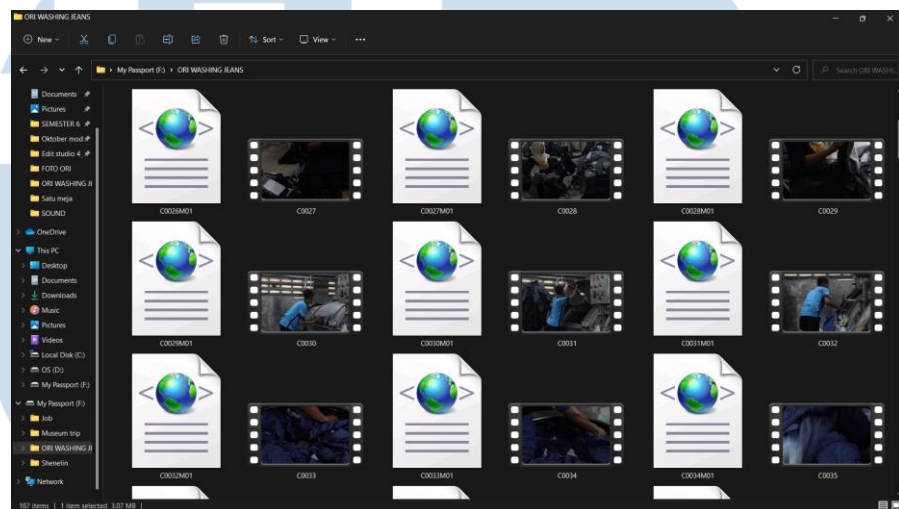 ORI WASHING JEANS
New
Sort
View
My Passport (F:) › ORI WASHING JEANS
Search ORI WASHI...
Documents
Pictures
SEMESTER 6
Oktober mod
Edit studio 4_
FOTO ORI
ORI WASHING JI
Satu meja
SOUND
OneDrive
This PC
Desktop
Documents
Downloads
Music
Pictures
Videos
Local Disk (C:)
OS (D:)
My Passport (F:)
My Passport (F:)
Job
Museum trip
ORI WASHING JI
Shenelin
Network
C0026M01
C0027
C0027M01
C0028
C0028M01
C0029
C0029M01
C0030
C0030M01
C0031
C0031M01
C0032
C0032M01
C0033
C0033M01
C0034
C0034M01
C0035
187 items | 1 item selected 3.07 MB |